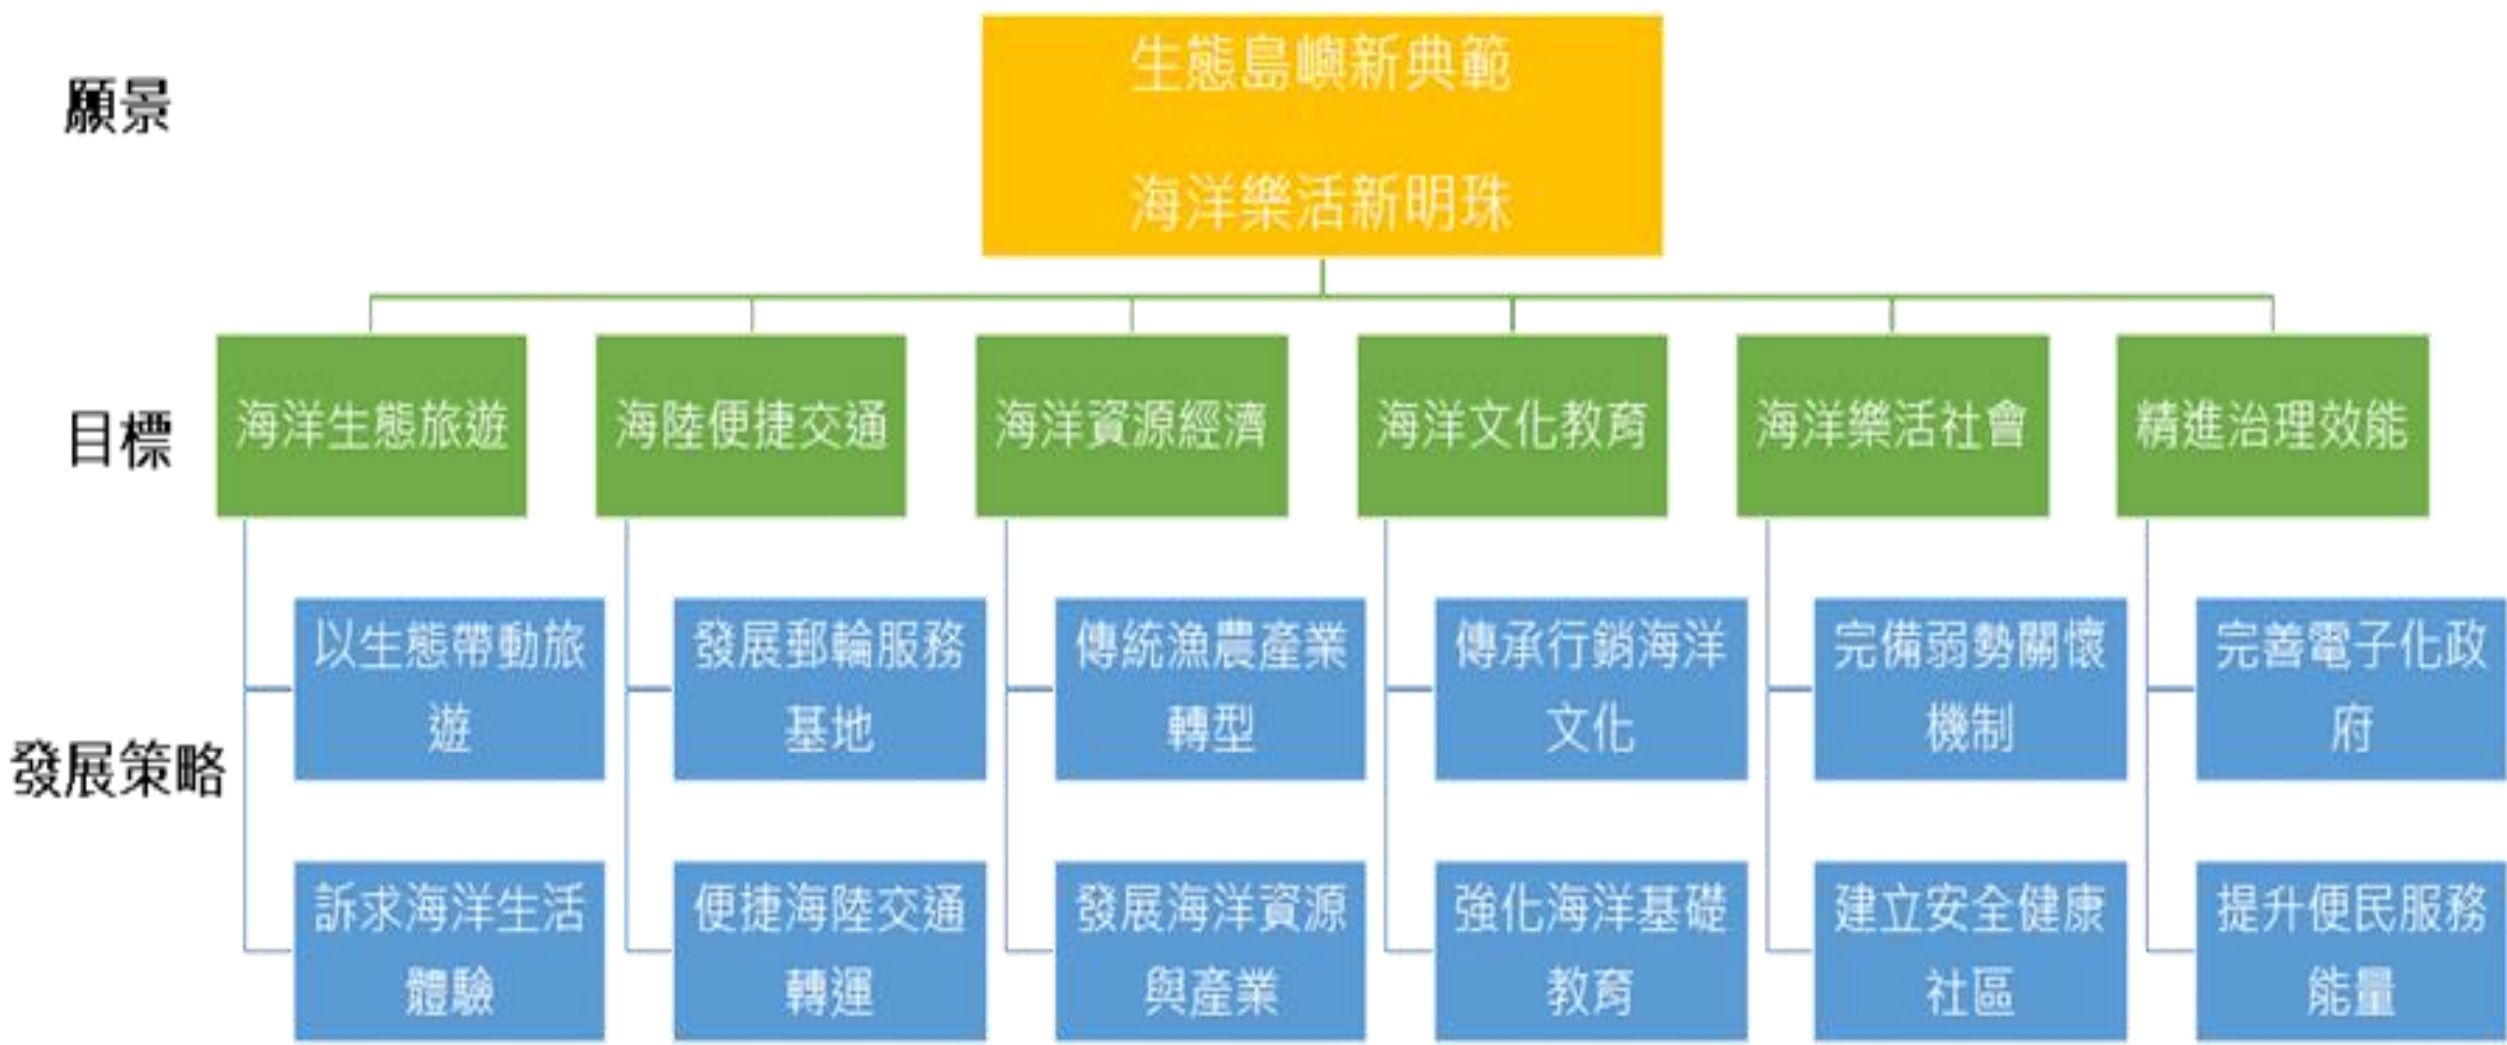 願景
生態島嶼新典範
海洋樂活新明珠
目標
海洋生態旅遊
海陸便捷交通
海洋資源經濟
海洋文化教育
海洋樂活社會
精進治理效能
發展策略
以生態帶動旅
遊
發展郵輪服務
基地
傳統漁農產業
轉型
傳承行銷海洋
文化
完備弱勢關懷
機制
完善電子化政
府
訴求海洋生活
體驗
便捷海陸交通
轉運
發展海洋資源
與產業
強化海洋基礎
教育
建立安全健康
社區
提升便民服務
能量